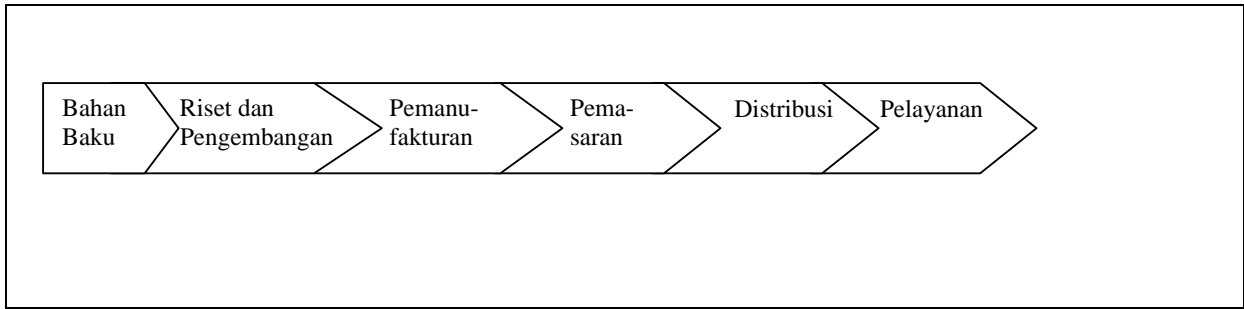 Bahan
Baku
Riset dan
Pengembangan
Pemanu-
fakturan
Pema-
saran
Distribusi
Pelayanan